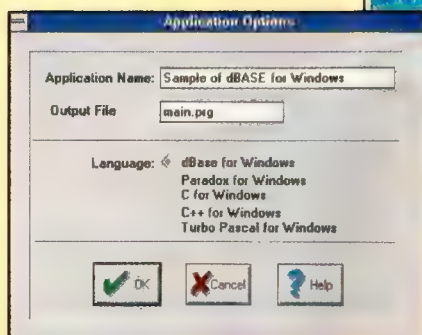 Application Options
Application Name: Sample of dBASE for Windows
Output File main.prg
Language: dBase for Windows
Paradox for Windows
C for Windows
C++ for Windows
Turbo Pascal for Windows
OK Cancel Help